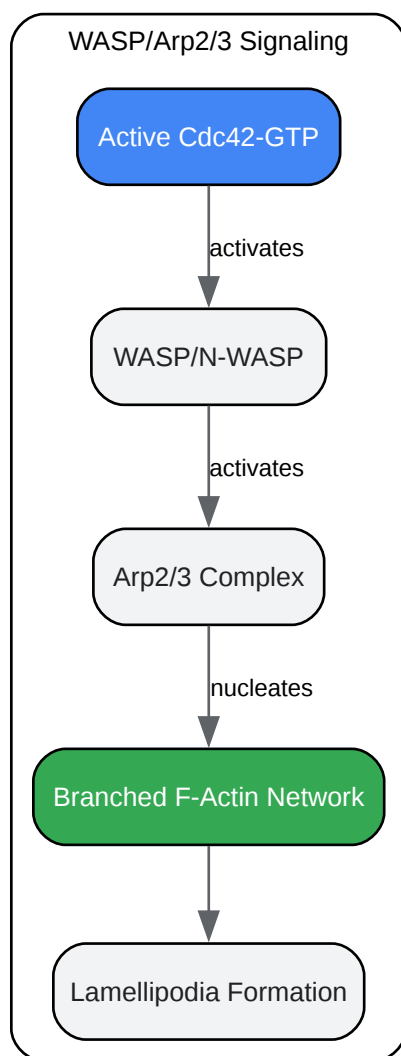 WASP/Arp2/3 Signaling
Active Cdc42-GTP
activates
WASP/N-WASP
activates
Arp2/3 Complex
nucleates
Branched F-Actin Network
Lamellipodia Formation